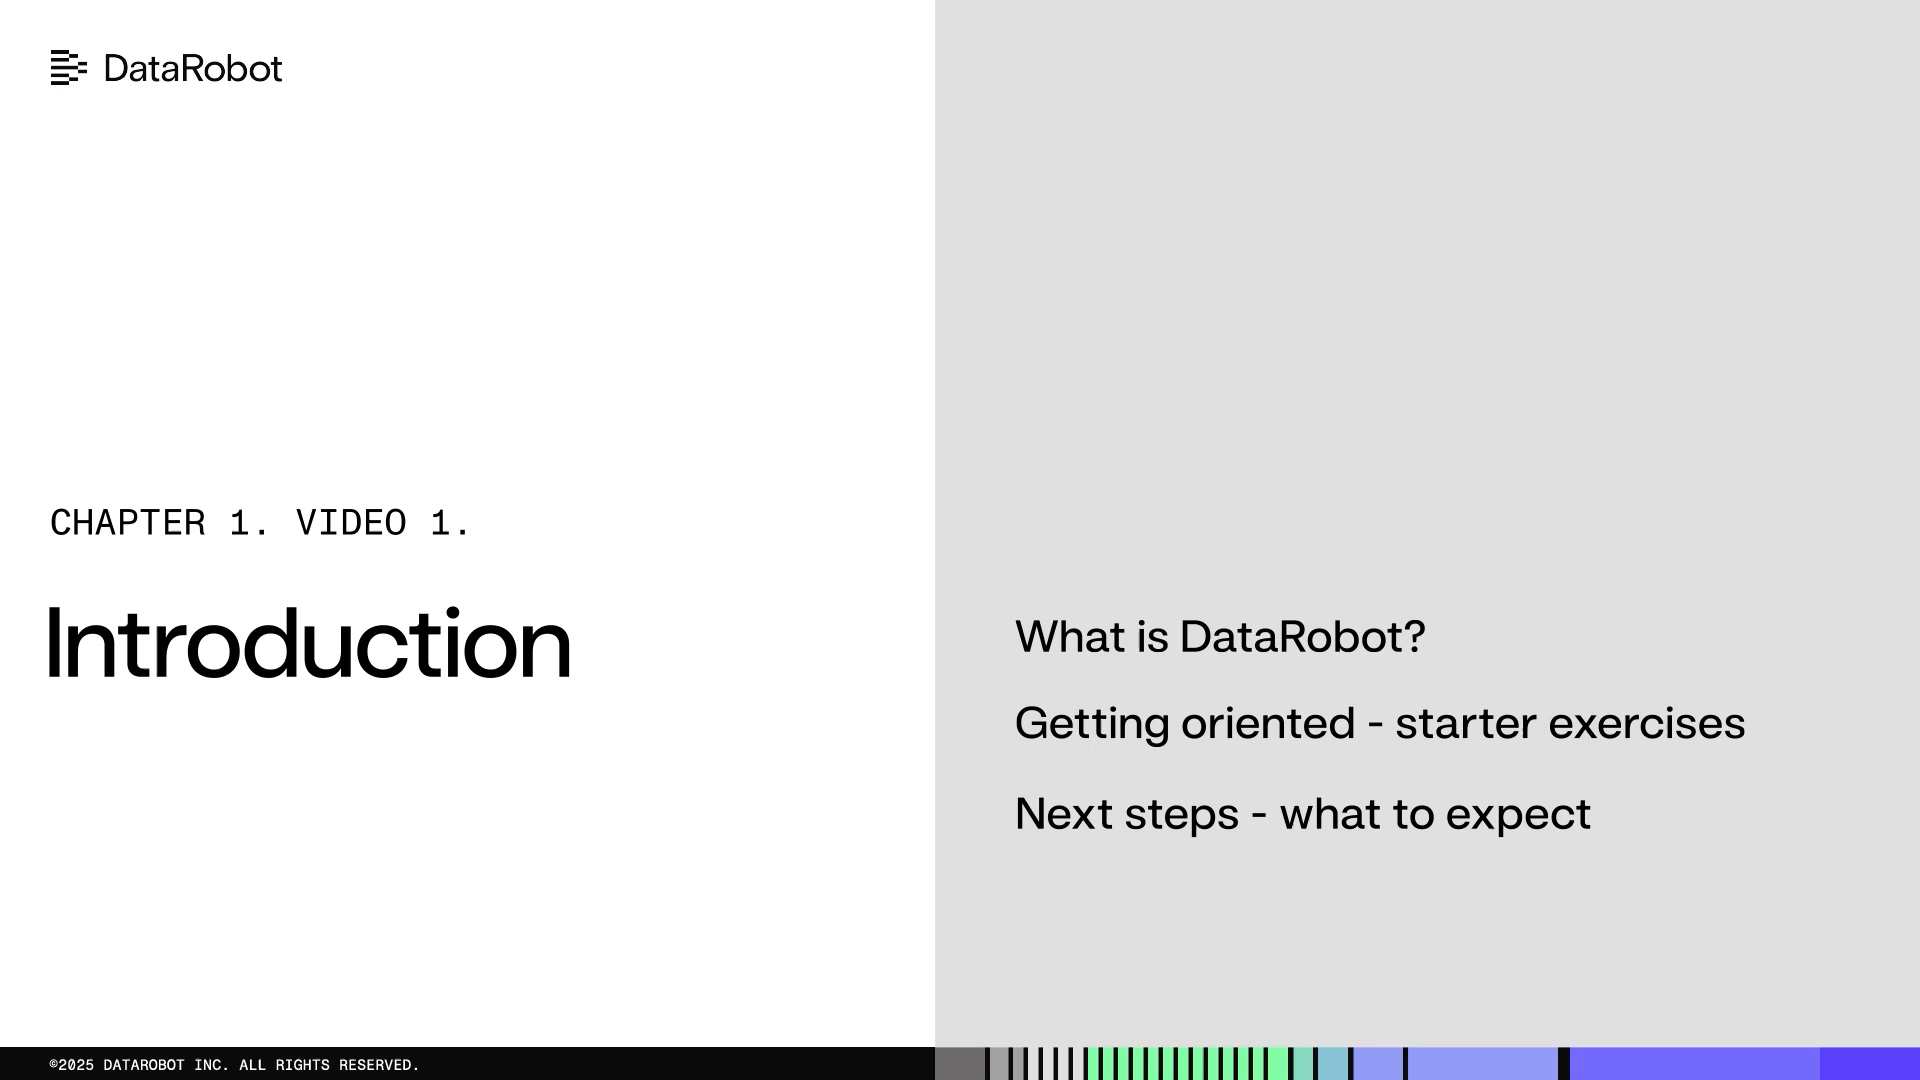 DataRobot
CHAPTER 1. VIDEO 1.
Introduction
What is DataRobot?
Getting oriented - starter exercises
Next steps - what to expect
©2025 DATAROBOT INC. ALL RIGHTS RESERVED.